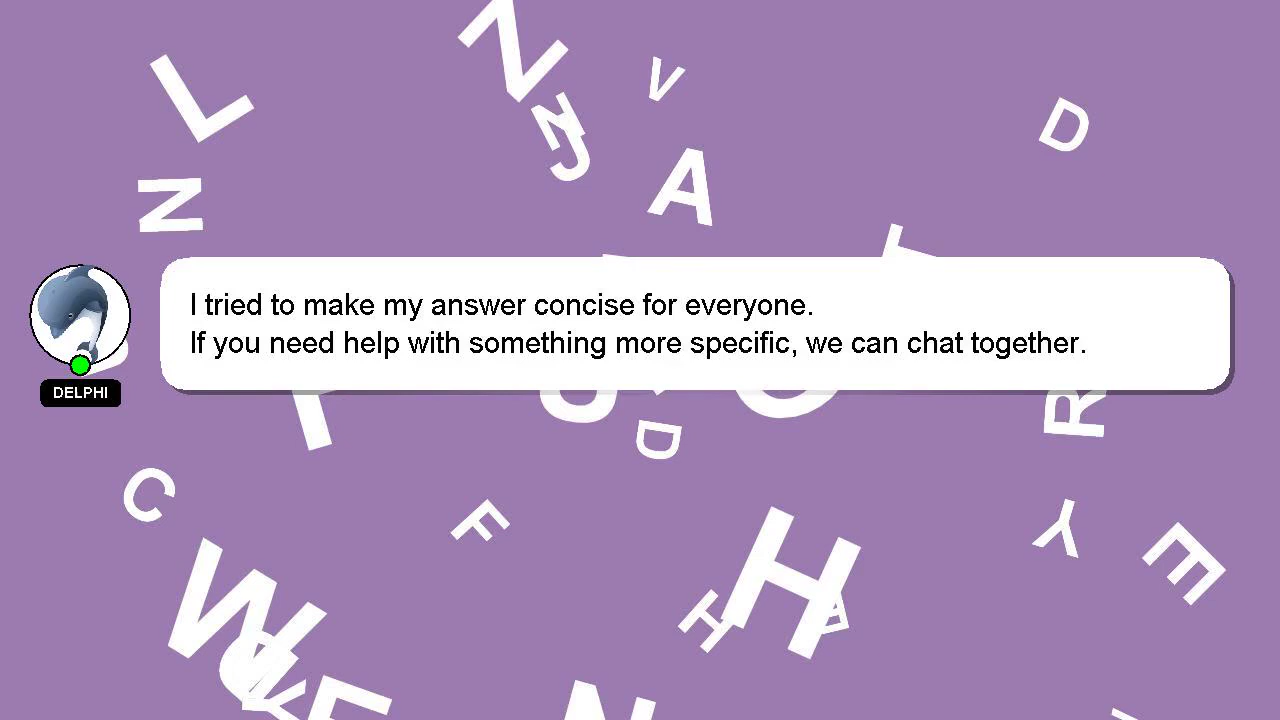 L
N
V
N
J
D
A
N
I tried to make my answer concise for everyone.
If you need help with something more specific, we can chat together.
DELPHI
D
R
C
F
Y
H
E
W
H
A